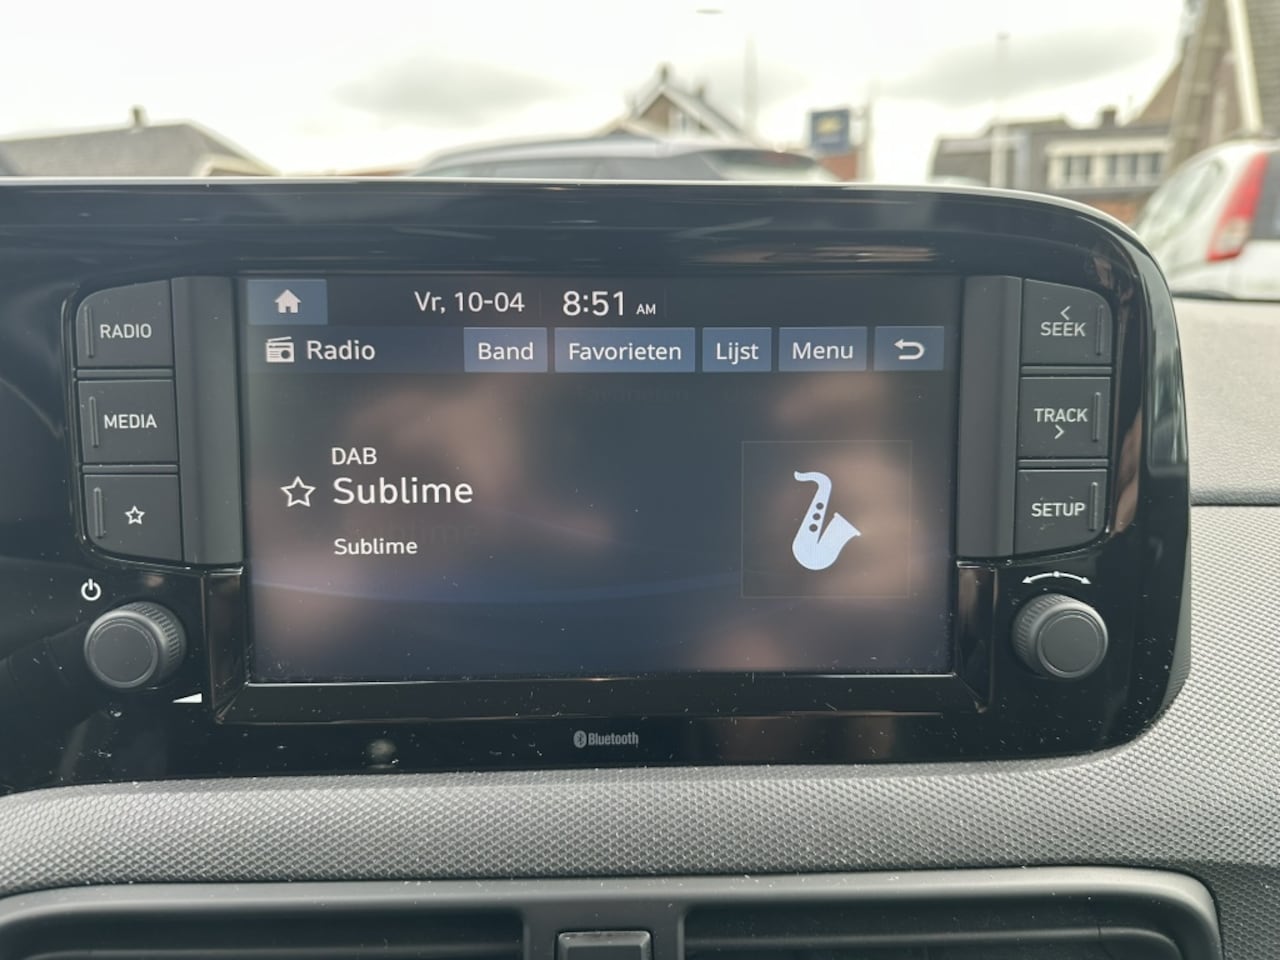 Vr, 10-04 8:51 AM
Radio Band Favorieten Lijst Menu
DAB
Sublime
Sublime
RADIO
MEDIA
SEEK
TRACK
SETUP
Bluetooth